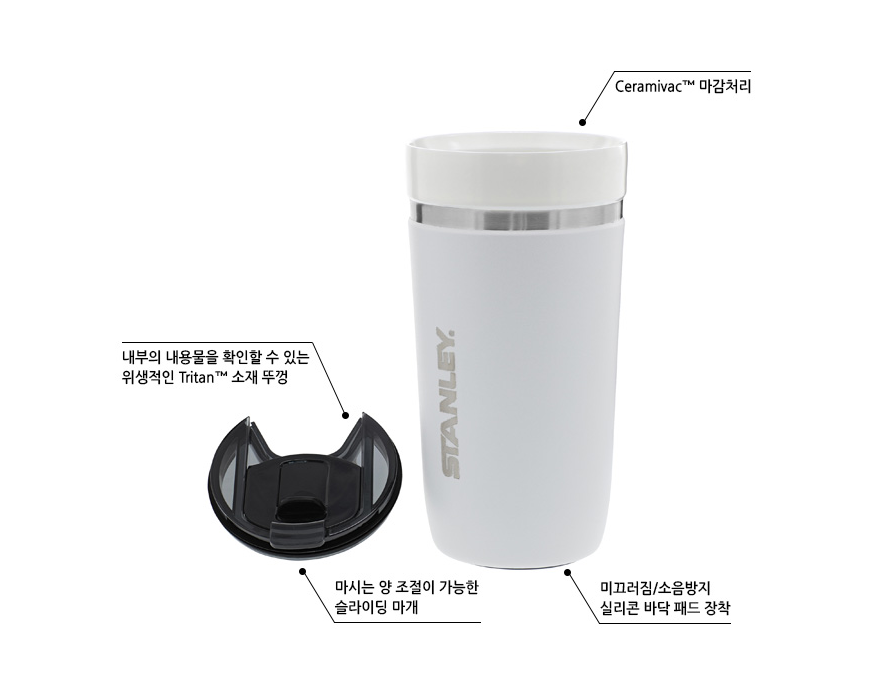 Ceramivac™ 마감처리
내부의 내용물을 확인할 수 있는
위생적인 Tritan™ 소재 뚜껑
STANLEY.
마시는 양 조절이 가능한
슬라이딩 마개
미끄러짐/소음방지
실리콘 바닥 패드 장착